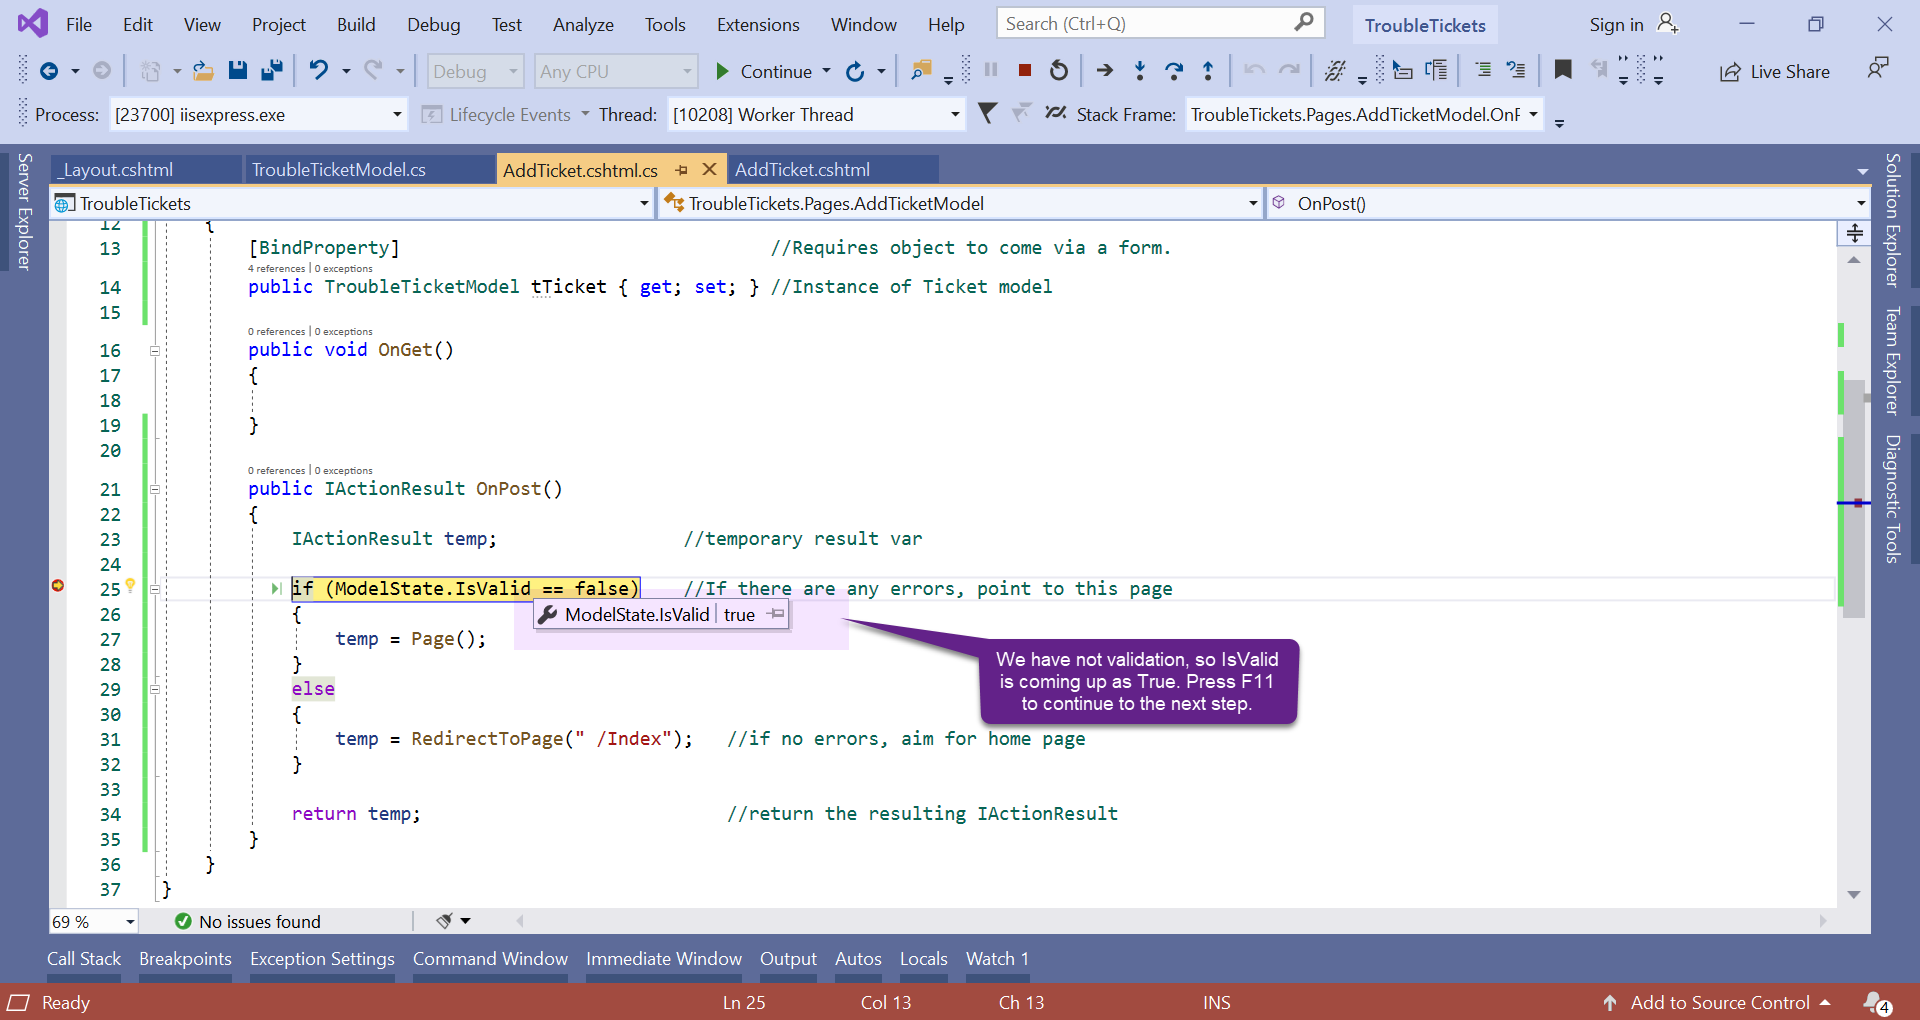 File Edit View Project Build Debug Test Analyze Tools Extensions Window Help Search (Ctrl+Q) TroubleTickets Sign in
Debug Any CPU Continue Live Share
Process: [23700] iisexpress.exe Lifecycle Events Thread: [10208] Worker Thread Stack Frame: TroubleTickets.Pages.AddTicketModel.OnP
Server Explorer
_Layout.cshtml TroubleTicketModel.cs AddTicket.cshtml.cs AddTicket.cshtml
TroubleTickets TroubleTickets.Pages.AddTicketModel OnPost()
12 {
13 [BindProperty] //Requires object to come via a form.
4 references | 0 exceptions
14 public TroubleTicketModel tTicket { get; set; } //Instance of Ticket model
15
0 references | 0 exceptions
16 public void OnGet()
17 {
18
19 }
20
0 references | 0 exceptions
21 public IActionResult OnPost()
22 {
23 IActionResult temp; //temporary result var
24
25 if (ModelState.IsValid == false) //If there are any errors, point to this page
26 {
ModelState.IsValid | true
27 temp = Page();
28 }
29 else
30 {
31 temp = RedirectToPage(" /Index"); //if no errors, aim for home page
32 }
33
34 return temp; //return the resulting IActionResult
35 }
36 }
37 }
We have not validation, so IsValid
is coming up as True. Press F11
to continue to the next step.
Solution Explorer
Team Explorer
Diagnostic Tools
69 % No issues found
Call Stack Breakpoints Exception Settings Command Window Immediate Window Output Autos Locals Watch 1
Ready Ln 25 Col 13 Ch 13 INS Add to Source Control 4